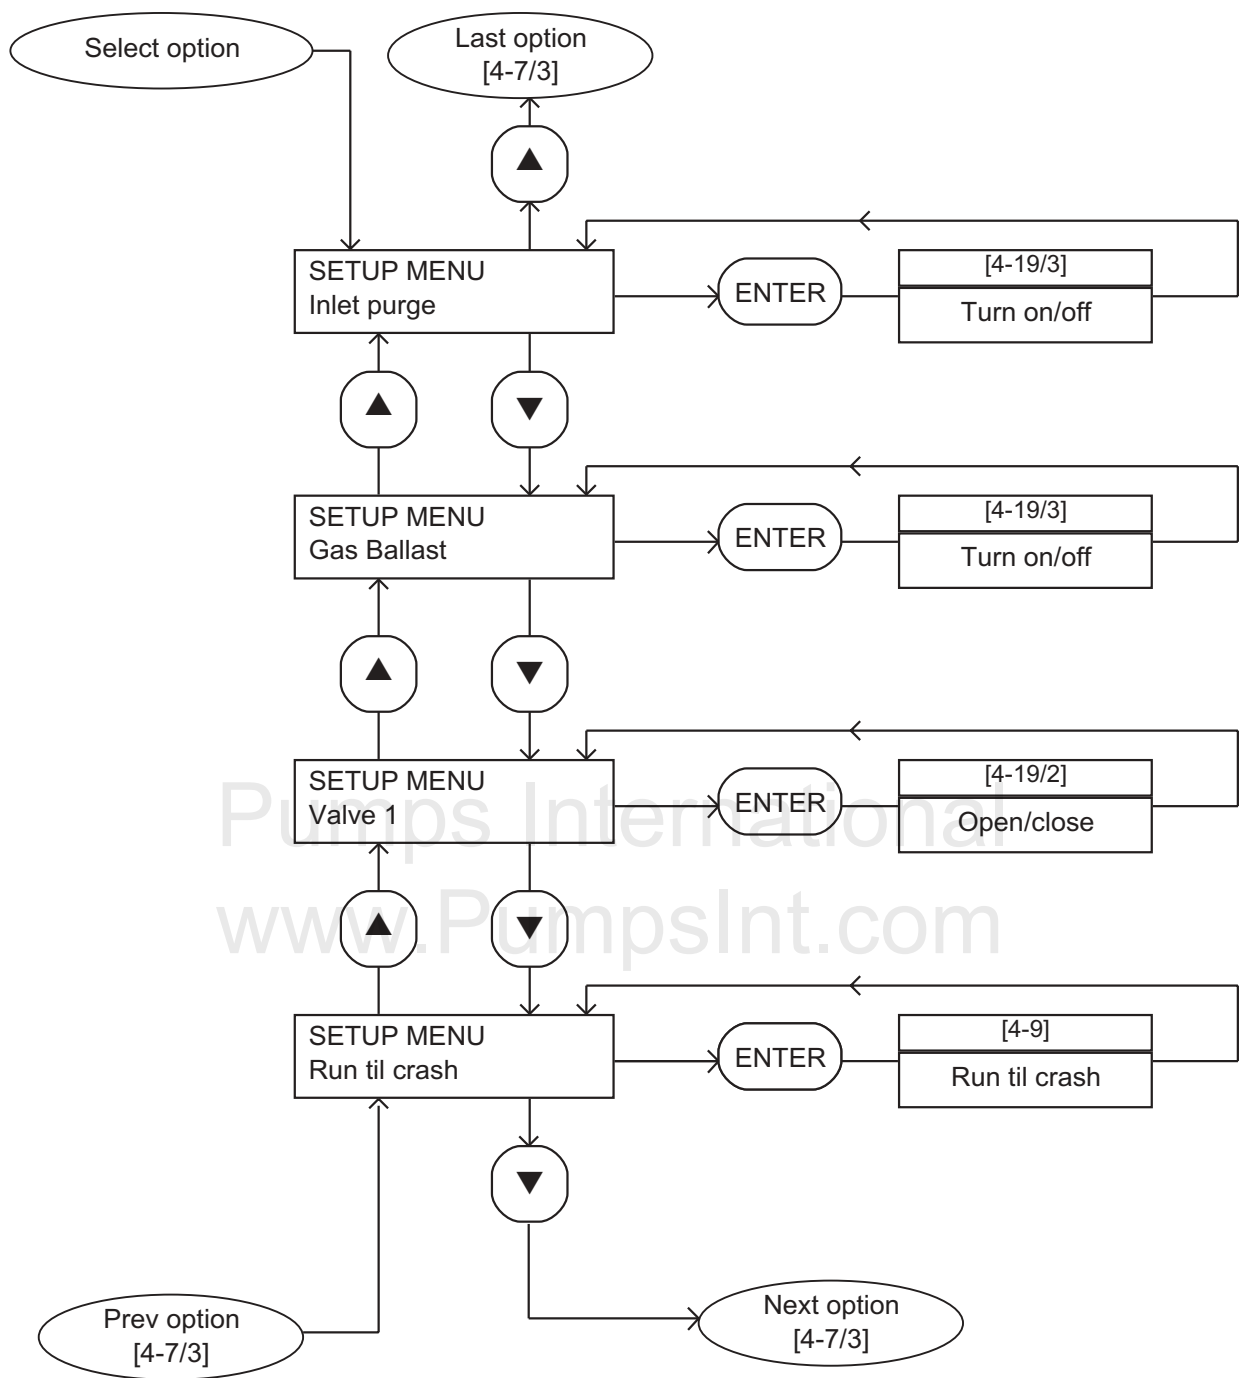 Select option
Last option
[4-7/3]
SETUP MENU
Inlet purge
ENTER
[4-19/3]
Turn on/off
SETUP MENU
Gas Ballast
ENTER
[4-19/3]
Turn on/off
SETUP MENU
Valve 1
ENTER
[4-19/2]
Open/close
Pumps International
www.PumpsInt.com
SETUP MENU
Run til crash
ENTER
[4-9]
Run til crash
Prev option
[4-7/3]
Next option
[4-7/3]